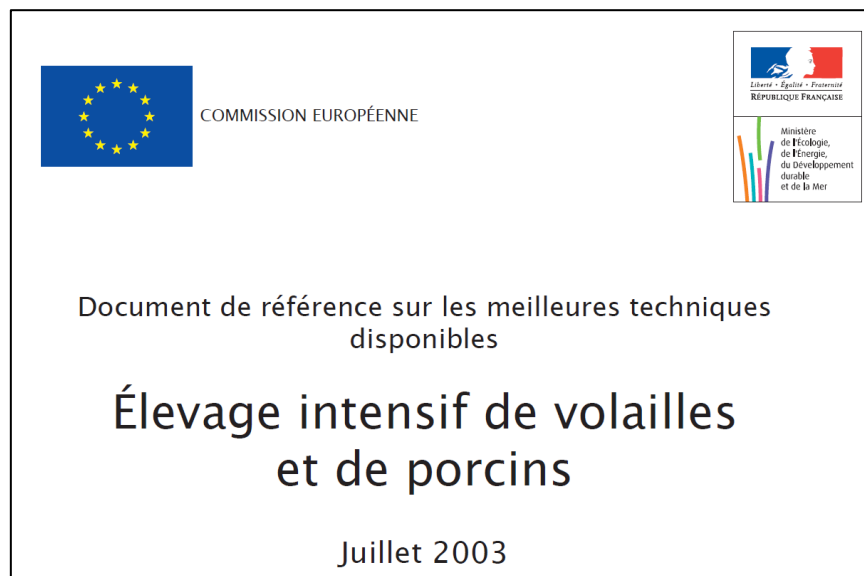 COMMISSION EUROPÉENNE
Liberté • Égalité • Fraternité
RÉPUBLIQUE FRANÇAISE
Ministère
de l'Écologie,
de l'Énergie,
du Développement
durable
et de la Mer
Document de référence sur les meilleures techniques
disponibles
Élevage intensif de volailles
et de porcins
Juillet 2003